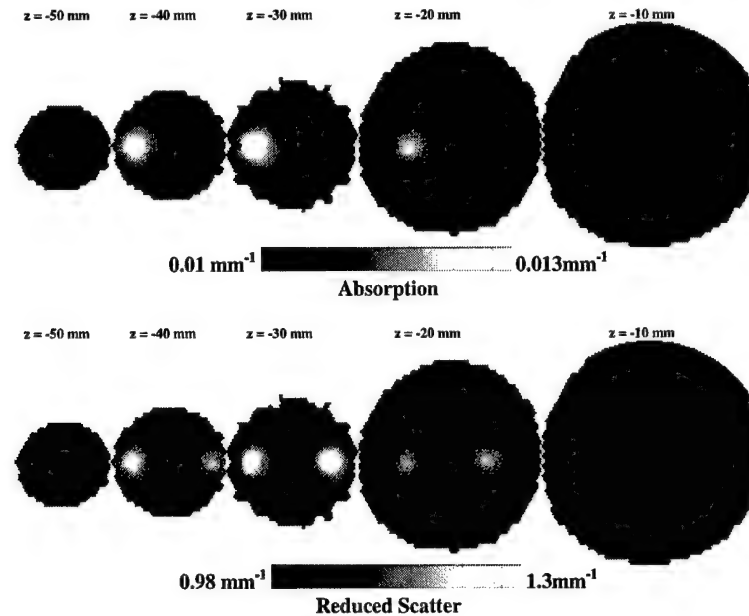 z = -50 mm z = -40 mm z = -30 mm z = -20 mm z = -10 mm
0.01 mm⁻¹ 0.013mm⁻¹
Absorption
z = -50 mm z = -40 mm z = -30 mm z = -20 mm z = -10 mm
0.98 mm⁻¹ 1.3mm⁻¹
Reduced Scatter